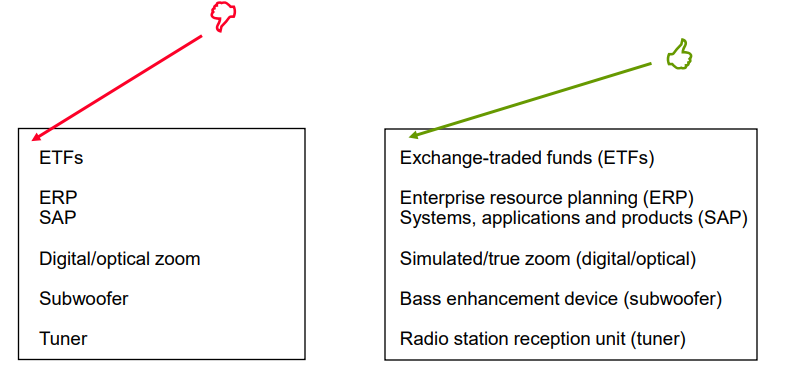 ETFs
ERP
SAP
Digital/optical zoom
Subwoofer
Tuner
Exchange-traded funds (ETFs)
Enterprise resource planning (ERP)
Systems, applications and products (SAP)
Simulated/true zoom (digital/optical)
Bass enhancement device (subwoofer)
Radio station reception unit (tuner)